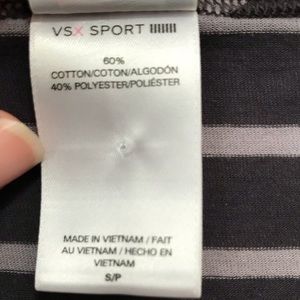 VSX SPORT
60%
COTTON/COTON/ALGODÓN
40% POLYESTER/POLIÉSTER
MADE IN VIETNAM / FAIT
AU VIETNAM / HECHO EN
VIETNAM
S/P